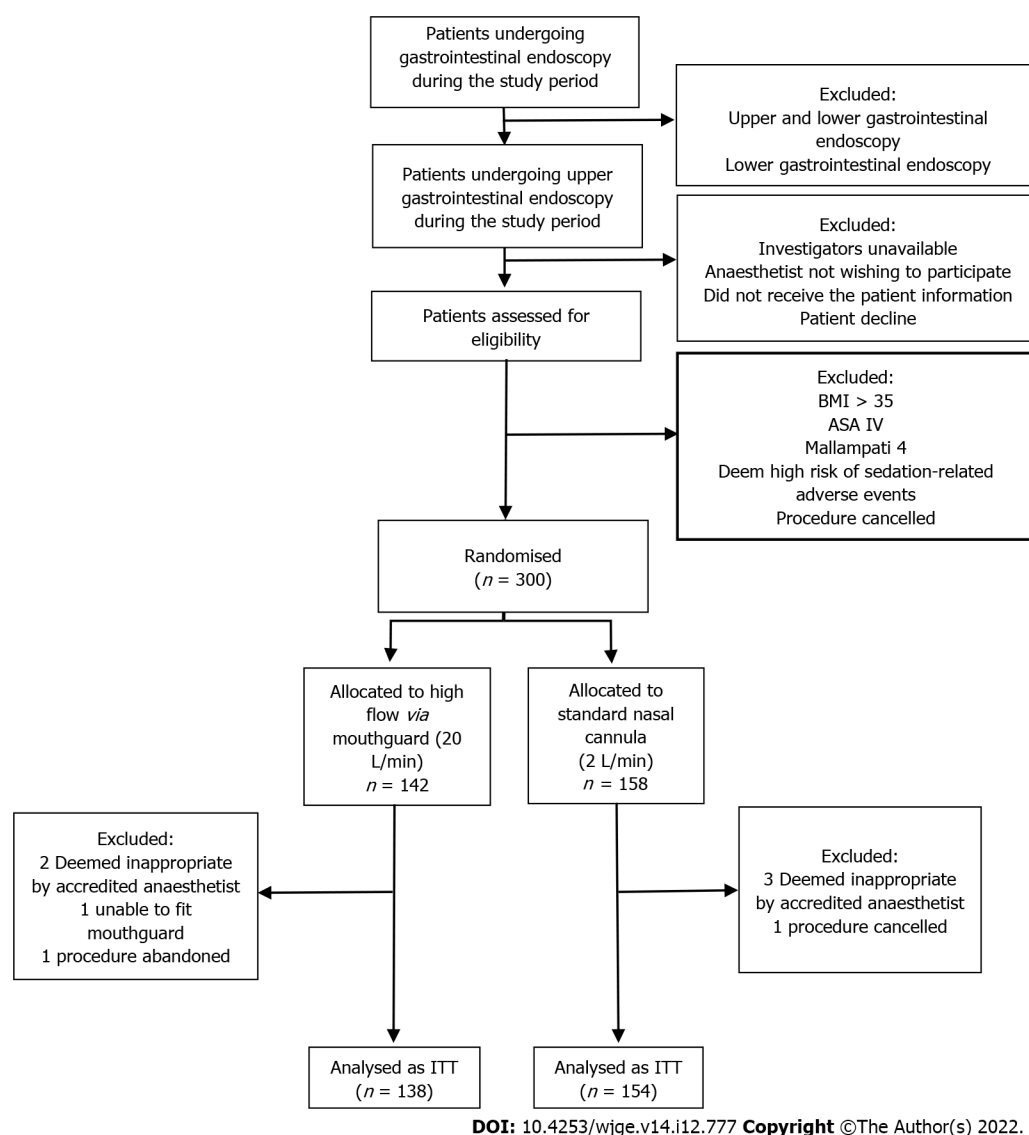 Patients undergoing
gastrointestinal endoscopy
during the study period
Excluded:
Upper and lower gastrointestinal
endoscopy
Lower gastrointestinal endoscopy
Patients undergoing upper
gastrointestinal endoscopy
during the study period
Excluded:
Investigators unavailable
Anaesthetist not wishing to participate
Did not receive the patient information
Patient decline
Patients assessed for
eligibility
Excluded:
BMI > 35
ASA IV
Mallampati 4
Deem high risk of sedation-related
adverse events
Procedure cancelled
Randomised
(n = 300)
Allocated to high
flow via
mouthguard (20
L/min)
n = 142
Allocated to
standard nasal
cannula
(2 L/min)
n = 158
Excluded:
2 Deemed inappropriate
by accredited anaesthetist
1 unable to fit
mouthguard
1 procedure abandoned
Excluded:
3 Deemed inappropriate
by accredited anaesthetist
1 procedure cancelled
Analysed as ITT
(n = 138)
Analysed as ITT
(n = 154)
DOI: 10.4253/wjge.v14.i12.777 Copyright ©The Author(s) 2022.